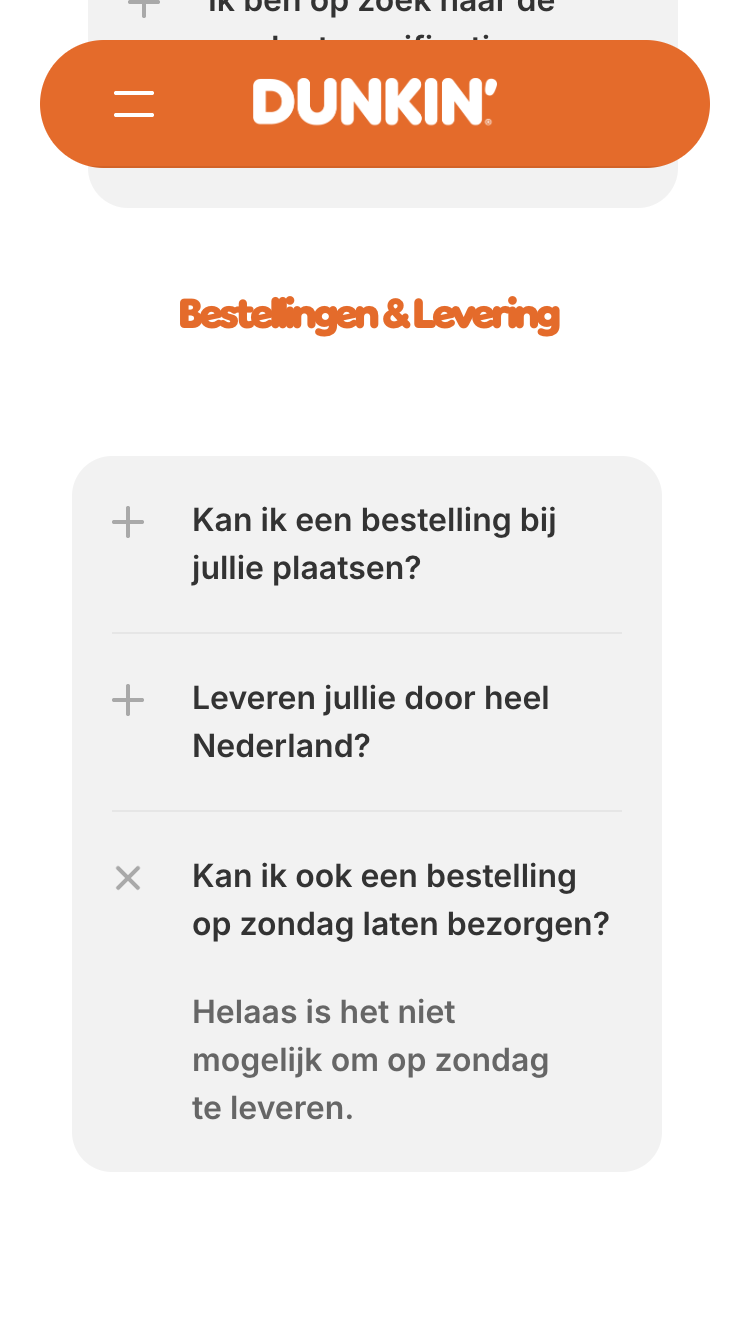 Ik ben op zoek naar de
DUNKIN'
Bestellingen & Levering
Kan ik een bestelling bij
jullie plaatsen?
Leveren jullie door heel
Nederland?
Kan ik ook een bestelling
op zondag laten bezorgen?
Helaas is het niet
mogelijk om op zondag
te leveren.